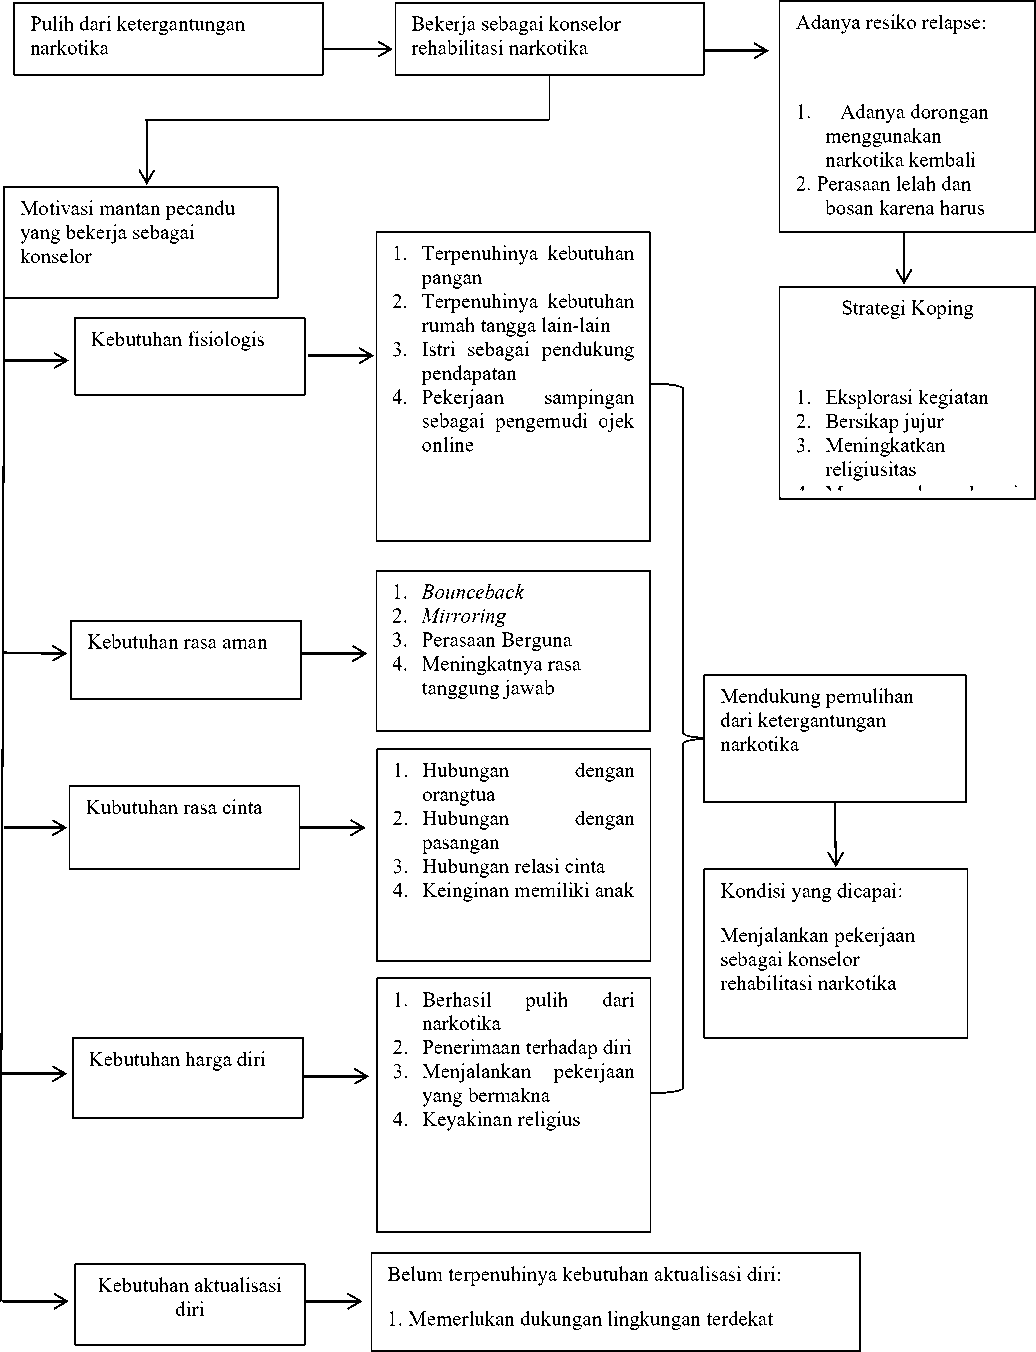 Pulih dari ketergantungan
narkotika
Bekerja sebagai konselor
rehabilitasi narkotika
Adanya resiko relapse:
1. Adanya dorongan
menggunakan
narkotika kembali
2. Perasaan lelah dan
bosan karena harus
Motivasi mantan pecandu
yang bekerja sebagai
konselor
Strategi Koping
1. Eksplorasi kegiatan
2. Bersikap jujur
3. Meningkatkan
religiusitas
Kebutuhan fisiologis
1. Terpenuhinya kebutuhan
pangan
2. Terpenuhinya kebutuhan
rumah tangga lain-lain
3. Istri sebagai pendukung
pendapatan
4. Pekerjaan sampingan
sebagai pengemudi ojek
online
Kebutuhan rasa aman
1. Bounceback
2. Mirroring
3. Perasaan Berguna
4. Meningkatnya rasa
tanggung jawab
Mendukung pemulihan
dari ketergantungan
narkotika
Kubutuhan rasa cinta
1. Hubungan dengan
orangtua
2. Hubungan dengan
pasangan
3. Hubungan relasi cinta
4. Keinginan memiliki anak
Kondisi yang dicapai:
Menjalankan pekerjaan
sebagai konselor
rehabilitasi narkotika
Kebutuhan harga diri
1. Berhasil pulih dari
narkotika
2. Penerimaan terhadap diri
3. Menjalankan pekerjaan
yang bermakna
4. Keyakinan religius
Kebutuhan aktualisasi
diri
Belum terpenuhinya kebutuhan aktualisasi diri:
1. Memerlukan dukungan lingkungan terdekat